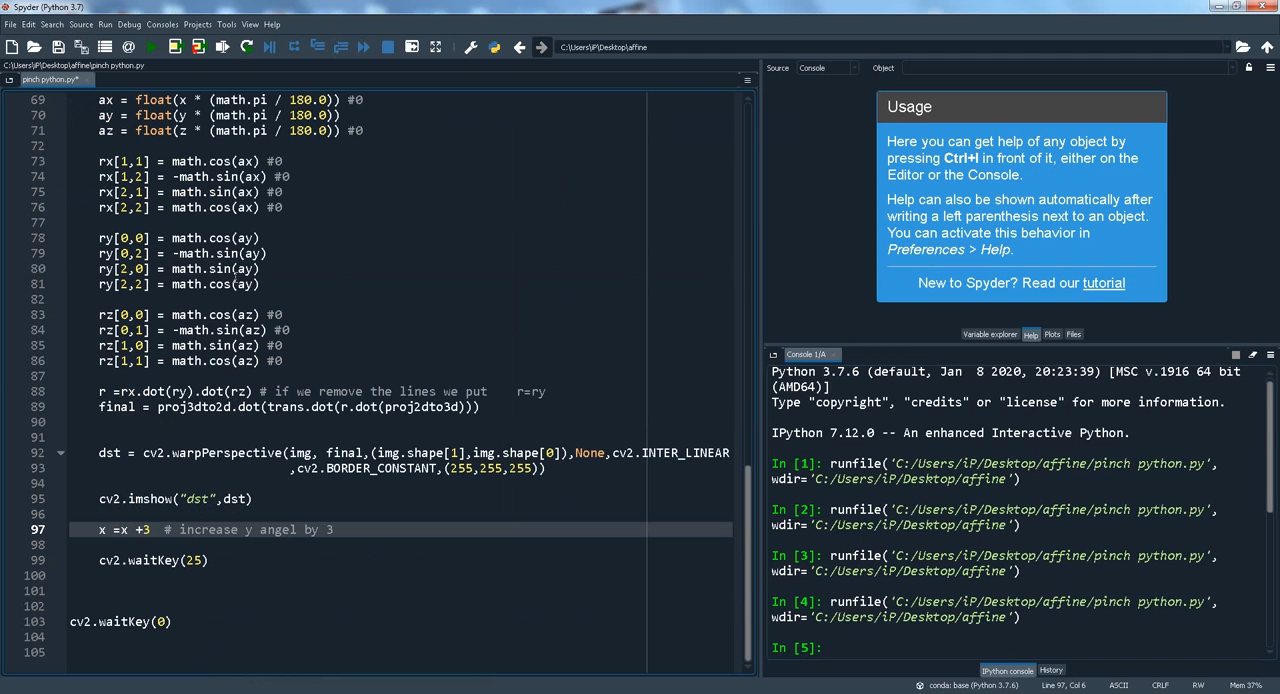 Spyder (Python 3.7)
File Edit Search Source Run Debug Consoles Projects Tools View Help
C:\Users\iP\Desktop\affine
C:\Users\iP\Desktop\affine\pinch python.py
pinch python.py*
69 ax = float(x * (math.pi / 180.0)) #0
70 ay = float(y * (math.pi / 180.0))
71 az = float(z * (math.pi / 180.0)) #0
72
73 rx[1,1] = math.cos(ax) #0
74 rx[1,2] = -math.sin(ax) #0
75 rx[2,1] = math.sin(ax) #0
76 rx[2,2] = math.cos(ax) #0
77
78 ry[0,0] = math.cos(ay)
79 ry[0,2] = -math.sin(ay)
80 ry[2,0] = math.sin(ay)
81 ry[2,2] = math.cos(ay)
82
83 rz[0,0] = math.cos(az) #0
84 rz[0,1] = -math.sin(az) #0
85 rz[1,0] = math.sin(az) #0
86 rz[1,1] = math.cos(az) #0
87
88 r =rx.dot(ry).dot(rz) # if we remove the lines we put    r=ry
89 final = proj3dto2d.dot(trans.dot(r.dot(proj2dto3d)))
90
91
92 dst = cv2.warpPerspective(img, final,(img.shape[1],img.shape[0]),None,cv2.INTER_LINEAR
93 ,cv2.BORDER_CONSTANT,(255,255,255))
94
95 cv2.imshow("dst",dst)
96
97 x =x +3  # increase y angel by 3
98
99 cv2.waitKey(25)
100
101
102
103 cv2.waitKey(0)
104
105
Source Console Object
Usage
Here you can get help of any object by
pressing Ctrl+I in front of it, either on the
Editor or the Console.
Help can also be shown automatically after
writing a left parenthesis next to an object.
You can activate this behavior in
Preferences > Help.
New to Spyder? Read our tutorial
Variable explorer Help Plots Files
Console 1/A
Python 3.7.6 (default, Jan  8 2020, 20:23:39) [MSC v.1916 64 bit
(AMD64)]
Type "copyright", "credits" or "license" for more information.
IPython 7.12.0 -- An enhanced Interactive Python.
In [1]: runfile('C:/Users/iP/Desktop/affine/pinch python.py',
wdir='C:/Users/iP/Desktop/affine')
In [2]: runfile('C:/Users/iP/Desktop/affine/pinch python.py',
wdir='C:/Users/iP/Desktop/affine')
In [3]: runfile('C:/Users/iP/Desktop/affine/pinch python.py',
wdir='C:/Users/iP/Desktop/affine')
In [4]: runfile('C:/Users/iP/Desktop/affine/pinch python.py',
wdir='C:/Users/iP/Desktop/affine')
In [5]:
IPython console History
conda: base (Python 3.7.6) Line 97, Col 6 ASCII CRLF RW Mem 37%